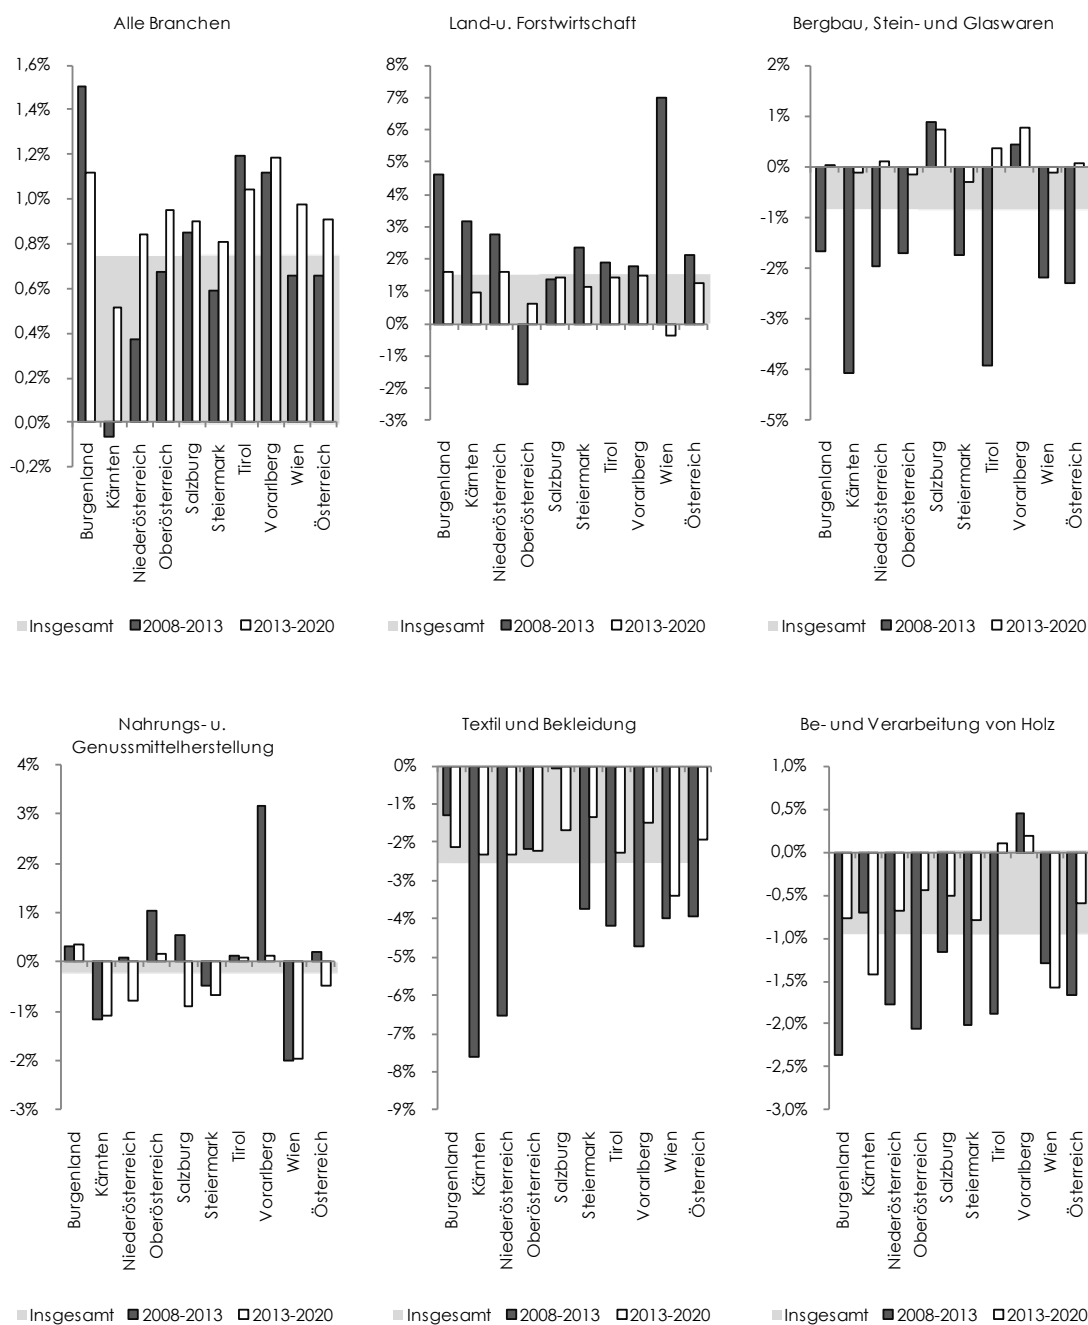 Alle Branchen
1,6%
1,4%
1,2%
1,0%
0,8%
0,6%
0,4%
0,2%
0,0%
-0,2%
Burgenland
Kärnten
Niederösterreich
Oberösterreich
Salzburg
Steiermark
Tirol
Vorarlberg
Wien
Österreich
Insgesamt 2008-2013 2013-2020
Land-u. Forstwirtschaft
8%
7%
6%
5%
4%
3%
2%
1%
0%
-1%
-2%
-3%
Burgenland
Kärnten
Niederösterreich
Oberösterreich
Salzburg
Steiermark
Tirol
Vorarlberg
Wien
Österreich
Insgesamt 2008-2013 2013-2020
Bergbau, Stein- und Glaswaren
2%
1%
0%
-1%
-2%
-3%
-4%
-5%
Burgenland
Kärnten
Niederösterreich
Oberösterreich
Salzburg
Steiermark
Tirol
Vorarlberg
Wien
Österreich
Insgesamt 2008-2013 2013-2020
Nahrungs- u.
Genussmittelherstellung
4%
3%
2%
1%
0%
-1%
-2%
-3%
Burgenland
Kärnten
Niederösterreich
Oberösterreich
Salzburg
Steiermark
Tirol
Vorarlberg
Wien
Österreich
Insgesamt 2008-2013 2013-2020
Textil und Bekleidung
0%
-1%
-2%
-3%
-4%
-5%
-6%
-7%
-8%
-9%
Burgenland
Kärnten
Niederösterreich
Oberösterreich
Salzburg
Steiermark
Tirol
Vorarlberg
Wien
Österreich
Insgesamt 2008-2013 2013-2020
Be- und Verarbeitung von Holz
1,0%
0,5%
0,0%
-0,5%
-1,0%
-1,5%
-2,0%
-2,5%
-3,0%
Burgenland
Kärnten
Niederösterreich
Oberösterreich
Salzburg
Steiermark
Tirol
Vorarlberg
Wien
Österreich
Insgesamt 2008-2013 2013-2020